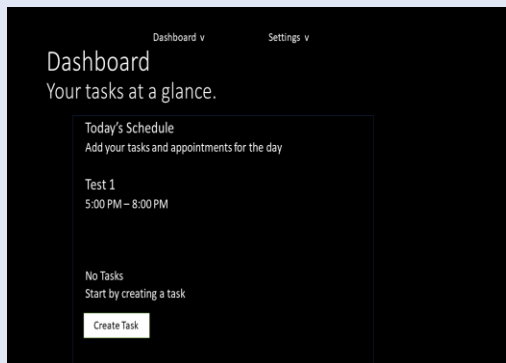 Dashboard ∨ Settings ∨
Dashboard
Your tasks at a glance.
Today's Schedule
Add your tasks and appointments for the day
Test 1
5:00 PM – 8:00 PM
No Tasks
Start by creating a task
Create Task